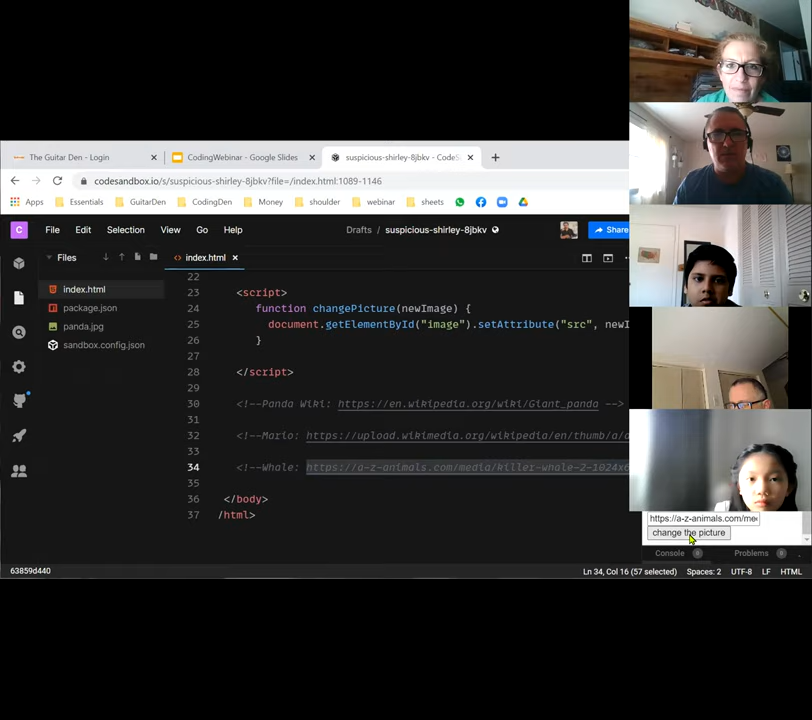 The Guitar Den - Login
CodingWebinar - Google Slides
suspicious-shirley-8jbkv - CodeS
codesandbox.io/s/suspicious-shirley-8jbkv?file=/index.html:1089-1146
Apps Essentials GuitarDen CodingDen Money shoulder webinar sheets
C File Edit Selection View Go Help Drafts / suspicious-shirley-8jbkv Share
Files index.html
index.html
package.json
panda.jpg
sandbox.config.json
22
23 <script>
24 function changePicture(newImage) {
25 document.getElementById("image").setAttribute("src", newI
26 }
27
28 </script>
29
30 <!--Panda Wiki: https://en.wikipedia.org/wiki/Giant_panda -->
31
32 <!--Mario: https://upload.wikimedia.org/wikipedia/en/thumb/a/a
33
34 <!--Whale: https://a-z-animals.com/media/killer-whale-2-1024x6
35
36 </body>
37 /html>
https://a-z-animals.com/me
change the picture
Console 0 Problems 0
63859d440 Ln 34, Col 16 (57 selected) Spaces: 2 UTF-8 LF HTML